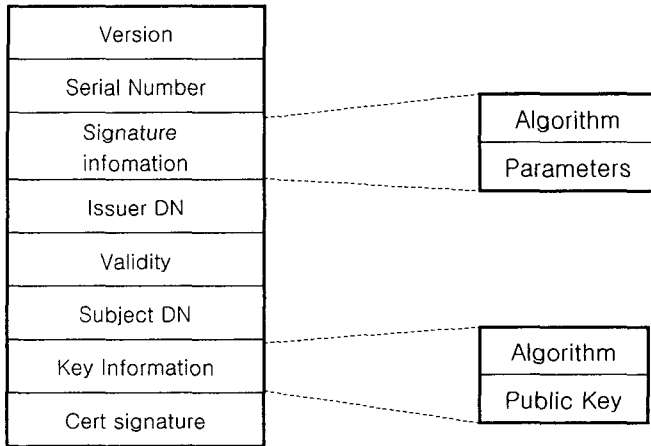 Version
Serial Number
Signature
infomation
Issuer DN
Validity
Subject DN
Key Information
Cert signature
Algorithm
Parameters
Algorithm
Public Key